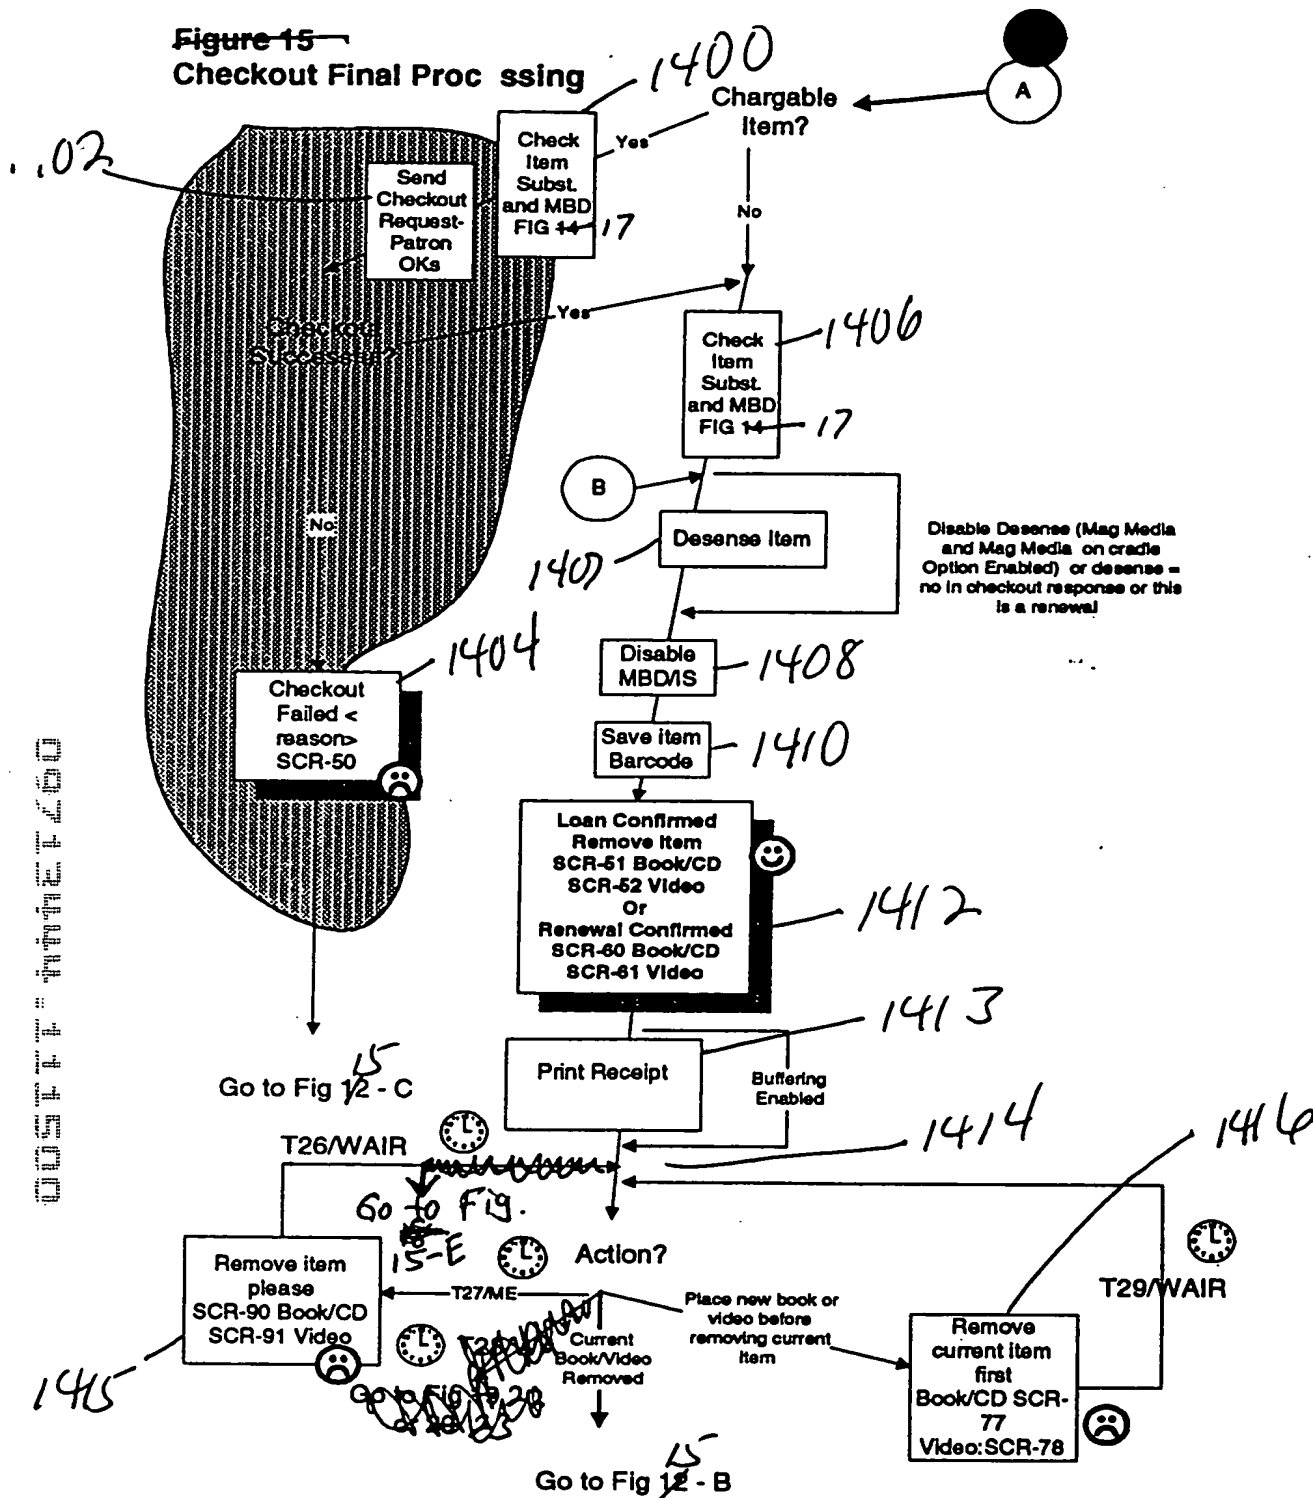 Figure 15
Checkout Final Proc ssing
1400
Chargable
Item?
A
Yes
Check
Item
Subst.
and MBD
FIG 14 17
..02
Send
Checkout
Request-
Patron
OKs
No
Checkout
Successful?
Yes
Check
Item
Subst.
and MBD
FIG 14 17
1406
B
No
Desense Item
1407
Disable Desense (Mag Media
and Mag Media on cradle
Option Enabled) or desense =
no in checkout response or this
is a renewal
1404
Checkout
Failed <
reason>
SCR-50
Disable
MBD/IS
1408
Save item
Barcode
1410
Loan Confirmed
Remove Item
SCR-51 Book/CD
SCR-52 Video
Or
Renewal Confirmed
SCR-60 Book/CD
SCR-61 Video
1412
1413
Print Receipt
Buffering
Enabled
15
Go to Fig 12 - C
1414
1416
T26/WAIR
Go to Fig.
15-E
Action?
Remove item
please
SCR-90 Book/CD
SCR-91 Video
1415
T27/ME
Current
Book/Video
Removed
Place new book or
video before
removing current
item
T29/WAIR
Remove
current item
first
Book/CD SCR-
77
Video:SCR-78
15
Go to Fig 12 - B